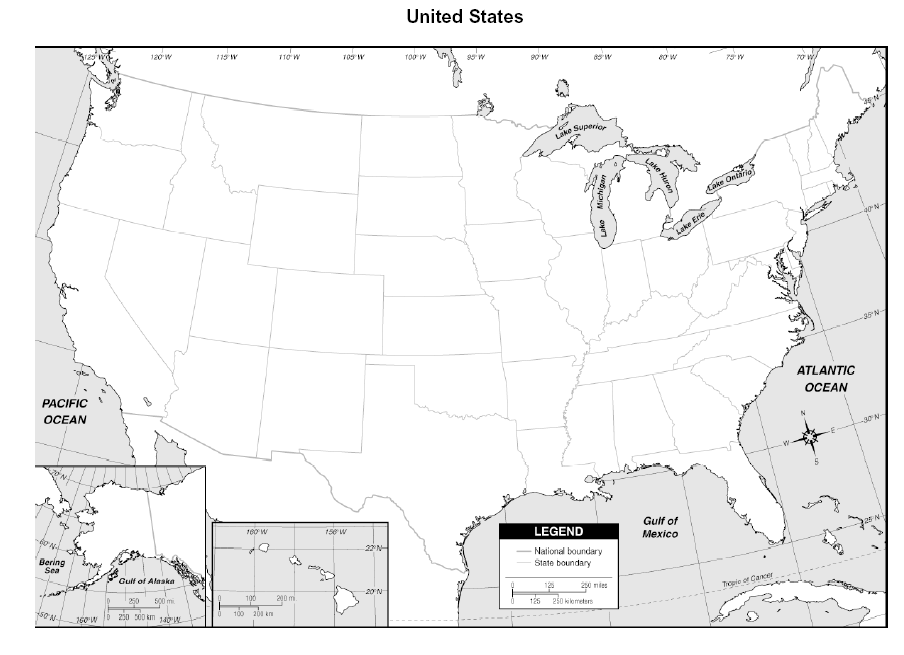 United States
125°W 120°W 115°W 110°W 105°W 100°W 95°W 90°W 85°W 80°W 75°W 70°W
Lake Superior
Lake Michigan
Lake Huron
Lake Ontario
Lake Erie
40°N
35°N
30°N
25°N
ATLANTIC
OCEAN
N
W E
S
PACIFIC
OCEAN
Gulf of
Mexico
Tropic of Cancer
LEGEND
National boundary
State boundary
0 125 250 miles
0 125 250 kilometers
Bering
Sea
Gulf of Alaska
0 250 500 mi
0 250 500 km
60°N
50°N
160°W 140°W
160°W 156°W
22°N
20°N
0 100 200 mi
0 100 200 km